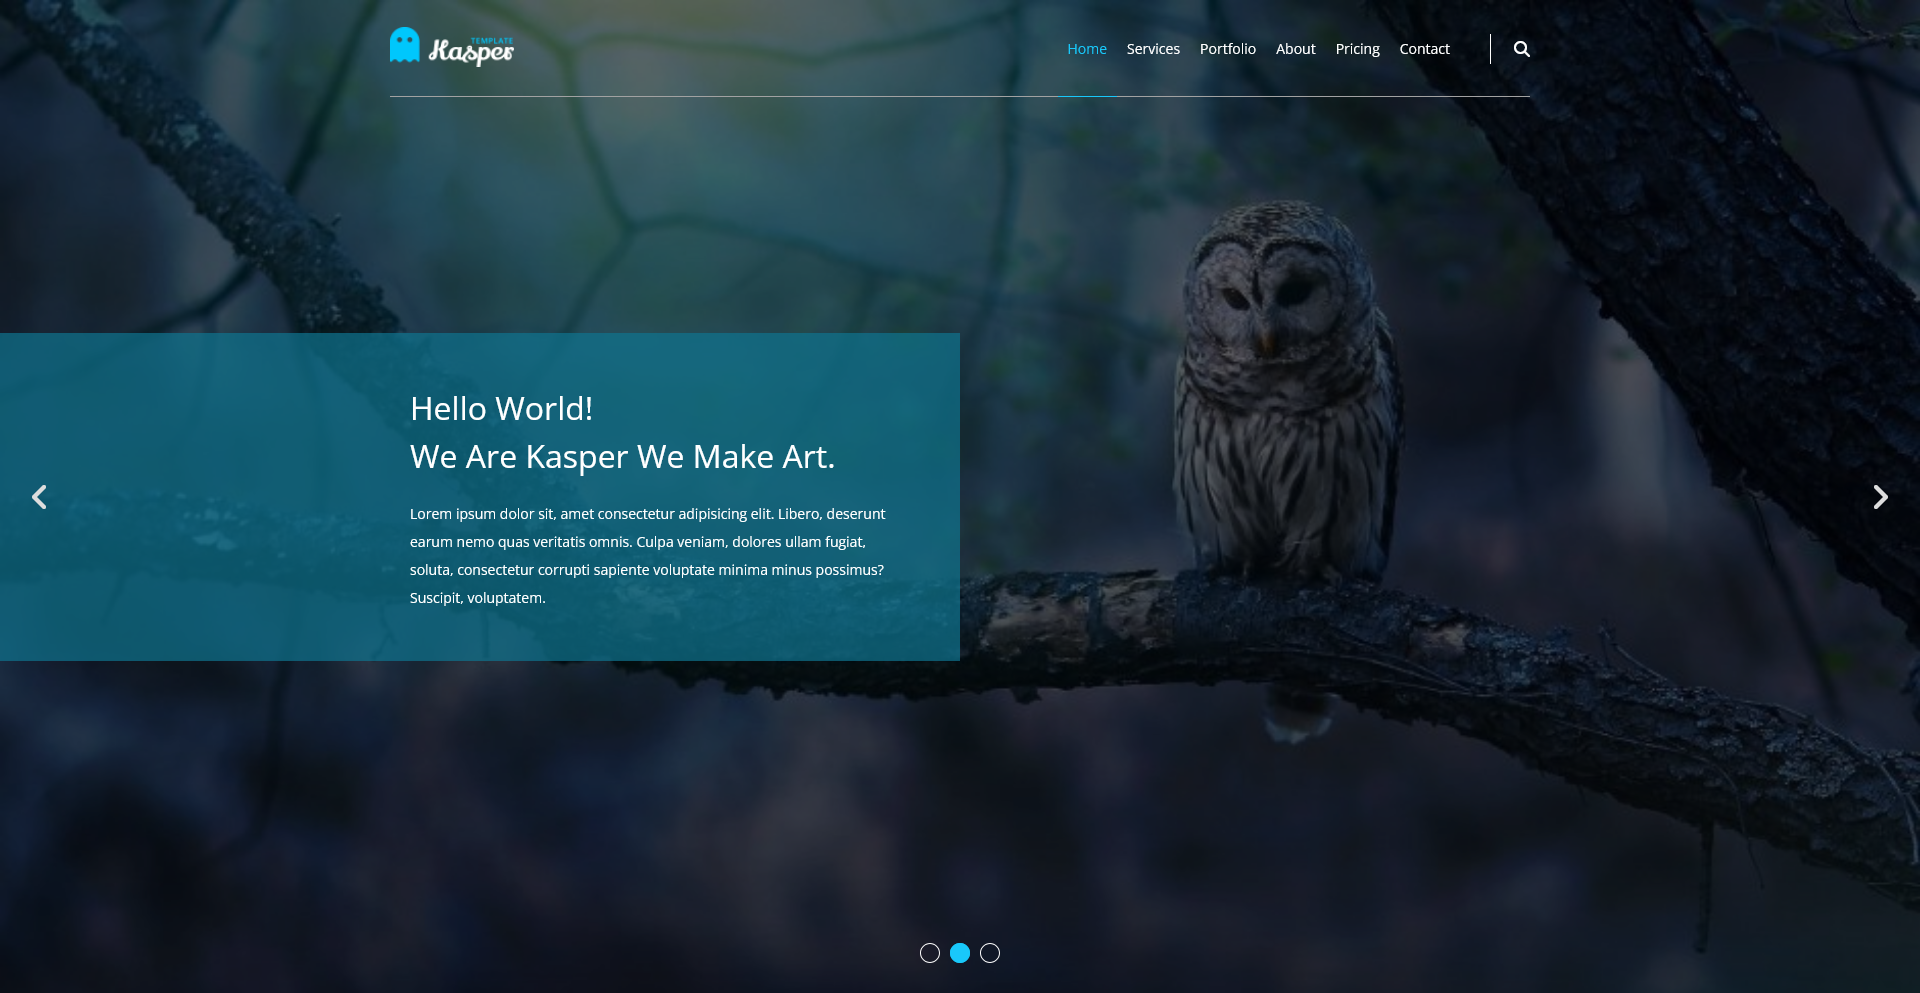 TEMPLATE
Kasper
Home Services Portfolio About Pricing Contact
Hello World!
We Are Kasper We Make Art.
Lorem ipsum dolor sit, amet consectetur adipisicing elit. Libero, deserunt
earum nemo quas veritatis omnis. Culpa veniam, dolores ullam fugiat,
soluta, consectetur corrupti sapiente voluptate minima minus possimus?
Suscipit, voluptatem.